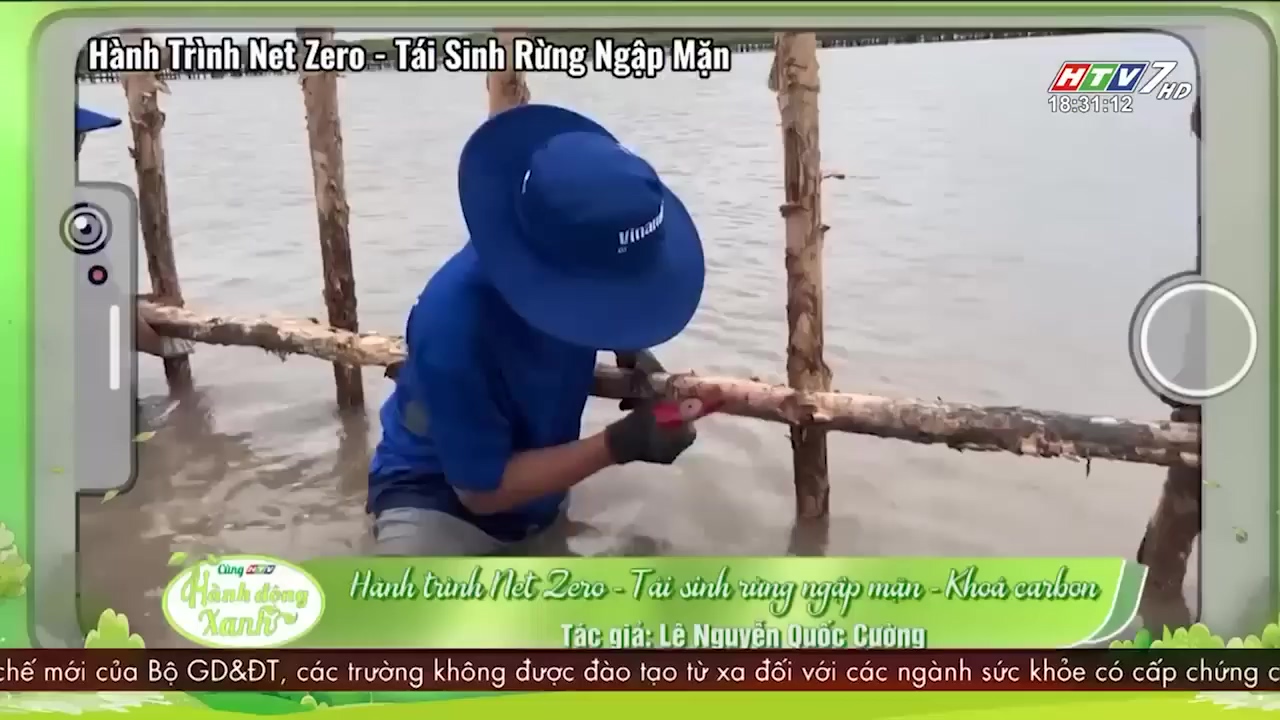 Hành Trình Net Zero - Tái Sinh Rừng Ngập Mặn
HTV7 HD
18:31:12
Cùng HTV
Hành động
Xanh
Hành trình Net Zero - Tái sinh rừng ngập mặn - Khoá carbon
Tác giả: Lê Nguyễn Quốc Cường
chế mới của Bộ GD&ĐT, các trường không được đào tạo từ xa đối với các ngành sức khỏe có cấp chứng c